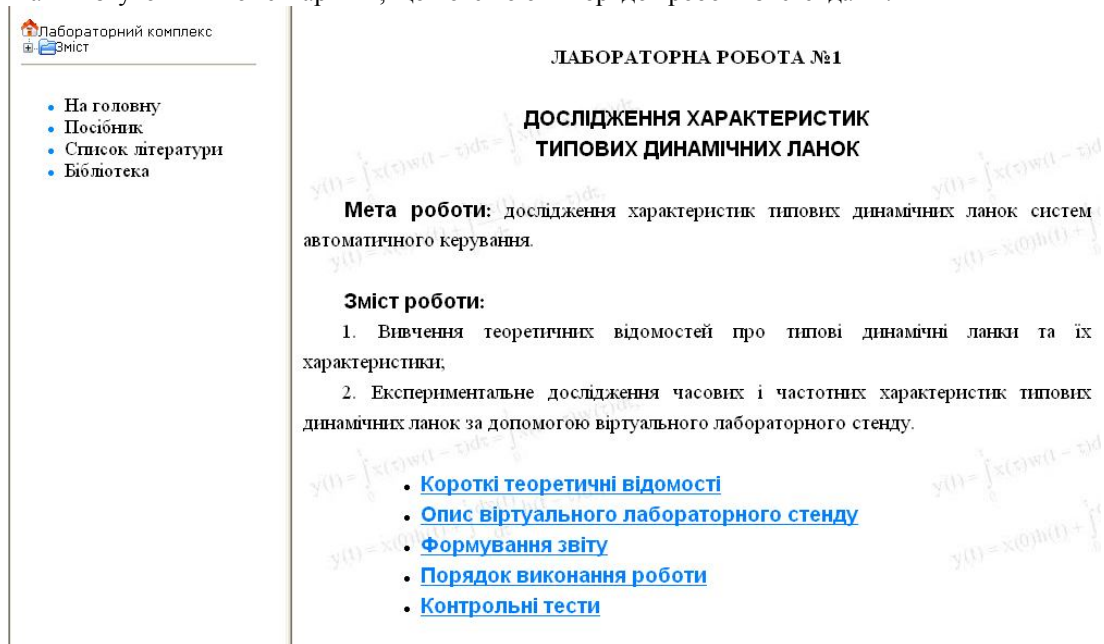 Лабораторний комплекс
Зміст
На головну
Посібник
Список літератури
Бібліотека
ЛАБОРАТОРНА РОБОТА №1
ДОСЛІДЖЕННЯ ХАРАКТЕРИСТИК
ТИПОВИХ ДИНАМІЧНИХ ЛАНОК
Мета роботи: дослідження характеристик типових динамічних ланок систем
автоматичного керування.
Зміст роботи:
1. Вивчення теоретичних відомостей про типові динамічні ланки та їх
характеристики;
2. Експериментальне дослідження часових і частотних характеристик типових
динамічних ланок за допомогою віртуального лабораторного стенду.
Короткі теоретичні відомості
Опис віртуального лабораторного стенду
Формування звіту
Порядок виконання роботи
Контрольні тести